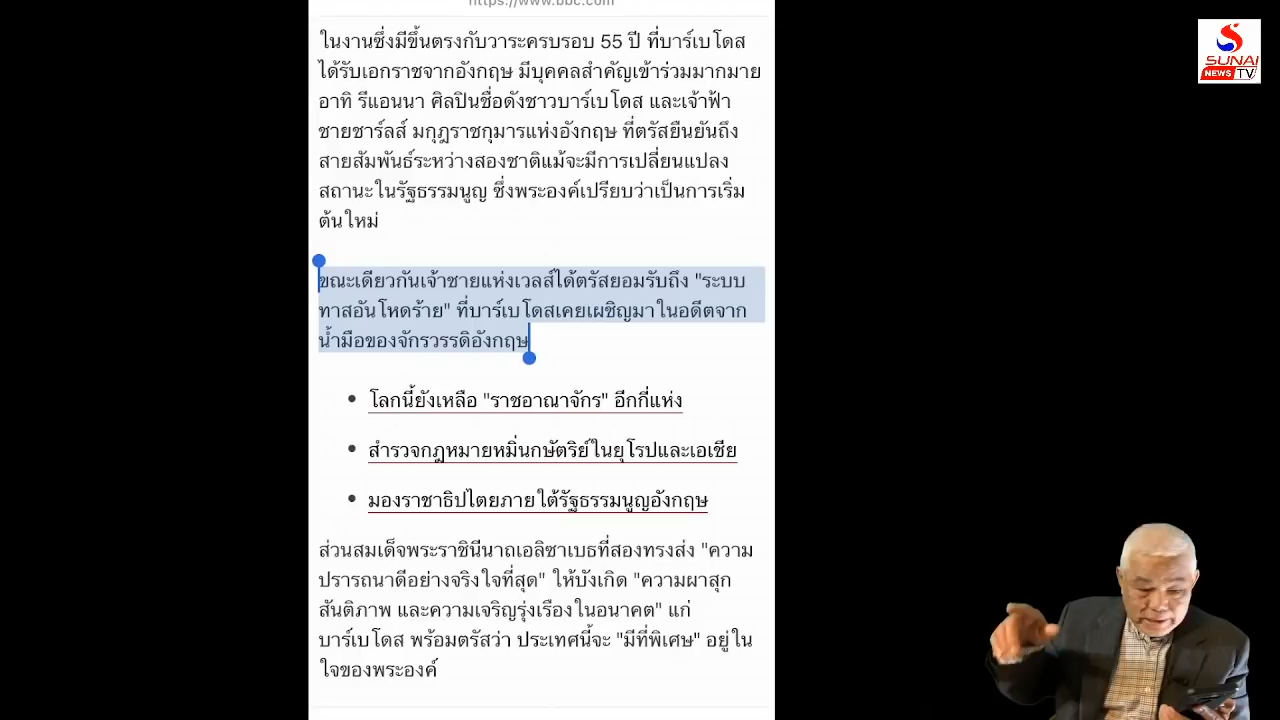 https://www.bbc.com
SUNAI
NEWS TV
ในงานซึ่งมีขึ้นตรงกับวาระครบรอบ 55 ปี ที่บาร์เบโดส
ได้รับเอกราชจากอังกฤษ มีบุคคลสำคัญเข้าร่วมมากมาย
อาทิ รีแอนนา ศิลปินชื่อดังชาวบาร์เบโดส และเจ้าฟ้า
ชายชาร์ลส์ มกุฎราชกุมารแห่งอังกฤษ ที่ตรัสยืนยันถึง
สายสัมพันธ์ระหว่างสองชาติแม้จะมีการเปลี่ยนแปลง
สถานะในรัฐธรรมนูญ ซึ่งพระองค์เปรียบว่าเป็นการเริ่ม
ต้นใหม่
ขณะเดียวกันเจ้าชายแห่งเวลส์ได้ตรัสยอมรับถึง "ระบบ
ทาสอันโหดร้าย" ที่บาร์เบโดสเคยเผชิญมาในอดีตจาก
น้ำมือของจักรวรรดิอังกฤษ
• โลกนี้ยังเหลือ "ราชอาณาจักร" อีกกี่แห่ง
• สำรวจกฎหมายหมิ่นกษัตริย์ในยุโรปและเอเชีย
• มองราชาธิปไตยภายใต้รัฐธรรมนูญอังกฤษ
ส่วนสมเด็จพระราชินีนาถเอลิซาเบธที่สองทรงส่ง "ความ
ปรารถนาดีอย่างจริงใจที่สุด" ให้บังเกิด "ความผาสุก
สันติภาพ และความเจริญรุ่งเรืองในอนาคต" แก่
บาร์เบโดส พร้อมตรัสว่า ประเทศนี้จะ "มีที่พิเศษ" อยู่ใน
ใจของพระองค์